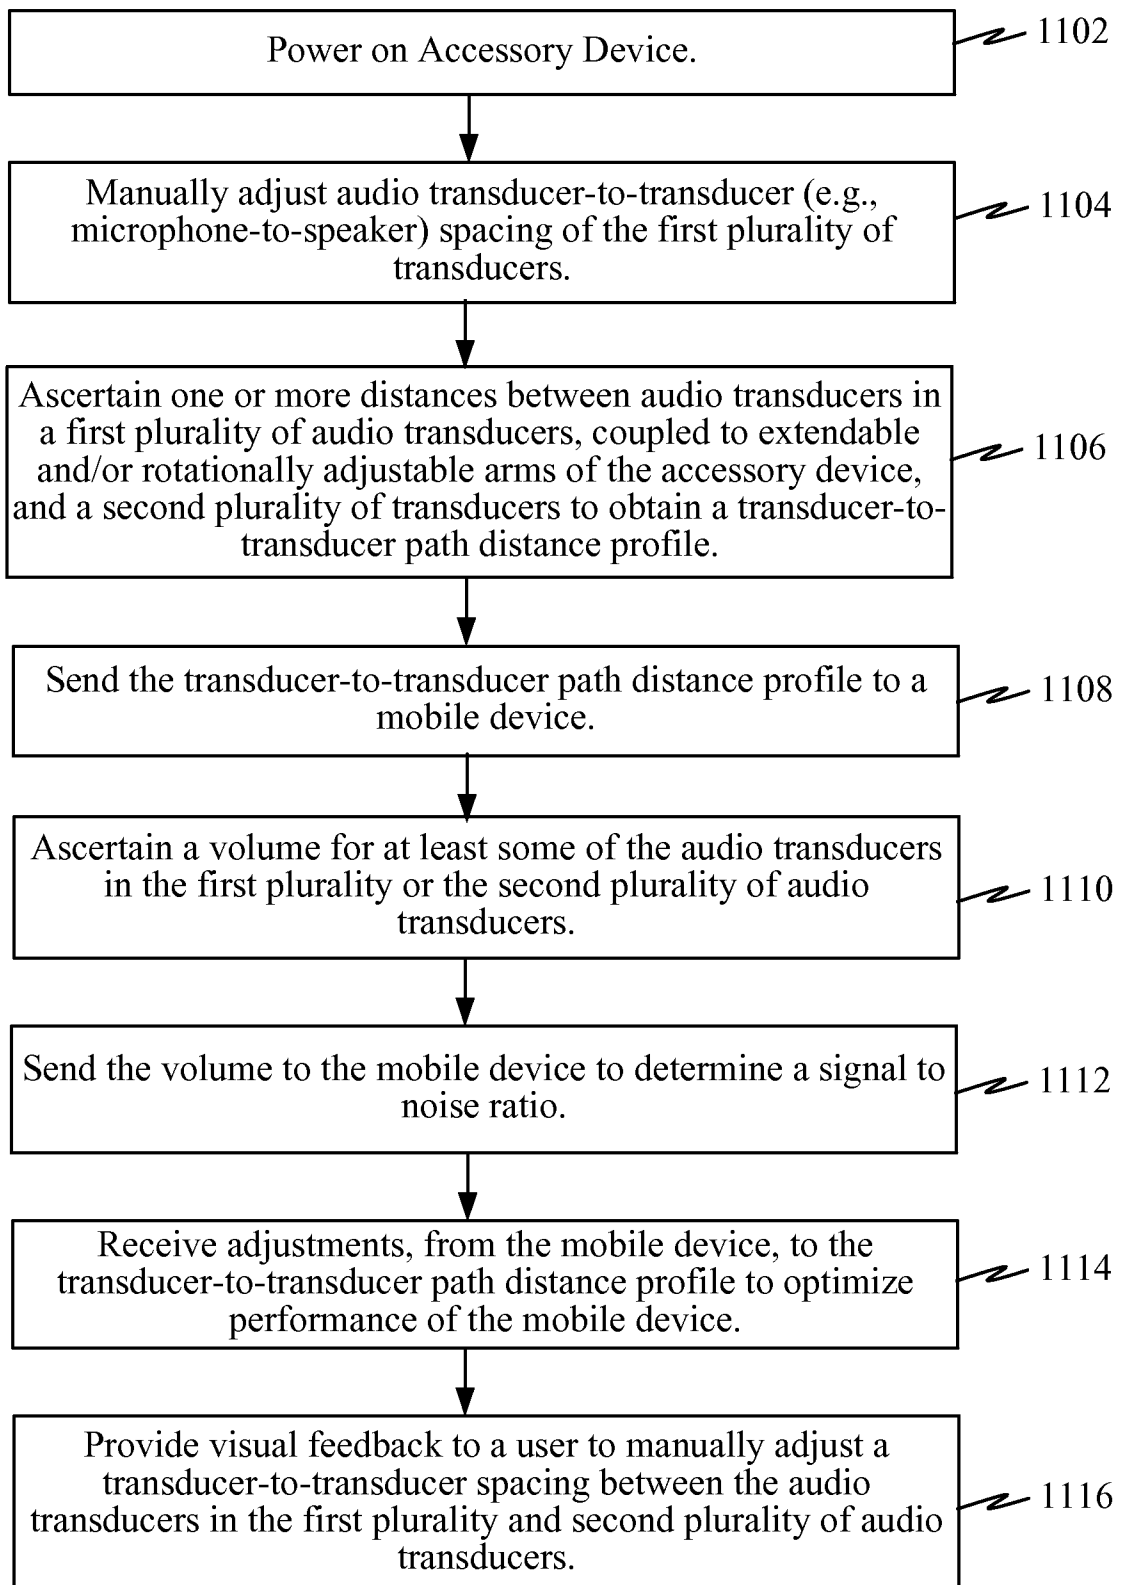 Power on Accessory Device.
1102
Manually adjust audio transducer-to-transducer (e.g.,
microphone-to-speaker) spacing of the first plurality of
transducers.
1104
Ascertain one or more distances between audio transducers in
a first plurality of audio transducers, coupled to extendable
and/or rotationally adjustable arms of the accessory device,
and a second plurality of transducers to obtain a transducer-to-
transducer path distance profile.
1106
Send the transducer-to-transducer path distance profile to a
mobile device.
1108
Ascertain a volume for at least some of the audio transducers
in the first plurality or the second plurality of audio
transducers.
1110
Send the volume to the mobile device to determine a signal to
noise ratio.
1112
Receive adjustments, from the mobile device, to the
transducer-to-transducer path distance profile to optimize
performance of the mobile device.
1114
Provide visual feedback to a user to manually adjust a
transducer-to-transducer spacing between the audio
transducers in the first plurality and second plurality of audio
transducers.
1116